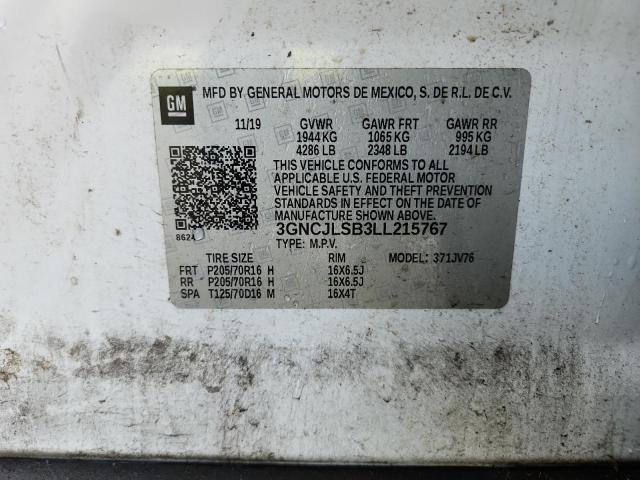 GM
MFD BY GENERAL MOTORS DE MEXICO, S. DE R.L. DE C.V.
11/19 GVWR GAWR FRT GAWR RR
1944 KG 1065 KG 995 KG
4286 LB 2348 LB 2194 LB
THIS VEHICLE CONFORMS TO ALL
APPLICABLE U.S. FEDERAL MOTOR
VEHICLE SAFETY AND THEFT PREVENTION
STANDARDS IN EFFECT ON THE DATE OF
MANUFACTURE SHOWN ABOVE.
8624
3GNCJLSB3LL215767
TYPE: M.P.V.
TIRE SIZE RIM MODEL: 371JV76
FRT P205/70R16 H 16X6.5J
RR P205/70R16 H 16X6.5J
SPA T125/70D16 M 16X4T